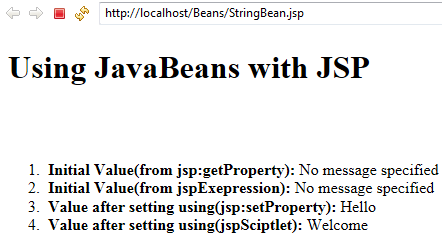 http://localhost/Beans/StringBean.jsp
Using JavaBeans with JSP
1. Initial Value(from jsp:getProperty): No message specified
2. Initial Value(from jspExepression): No message specified
3. Value after setting using(jsp:setProperty): Hello
4. Value after setting using(jspSciptlet): Welcome